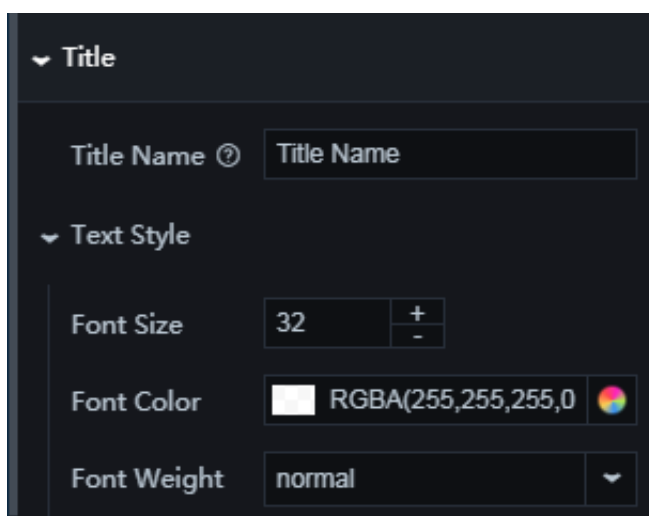 Title
Title Name ? Title Name
Text Style
Font Size 32 + -
Font Color RGBA(255,255,255,0
Font Weight normal